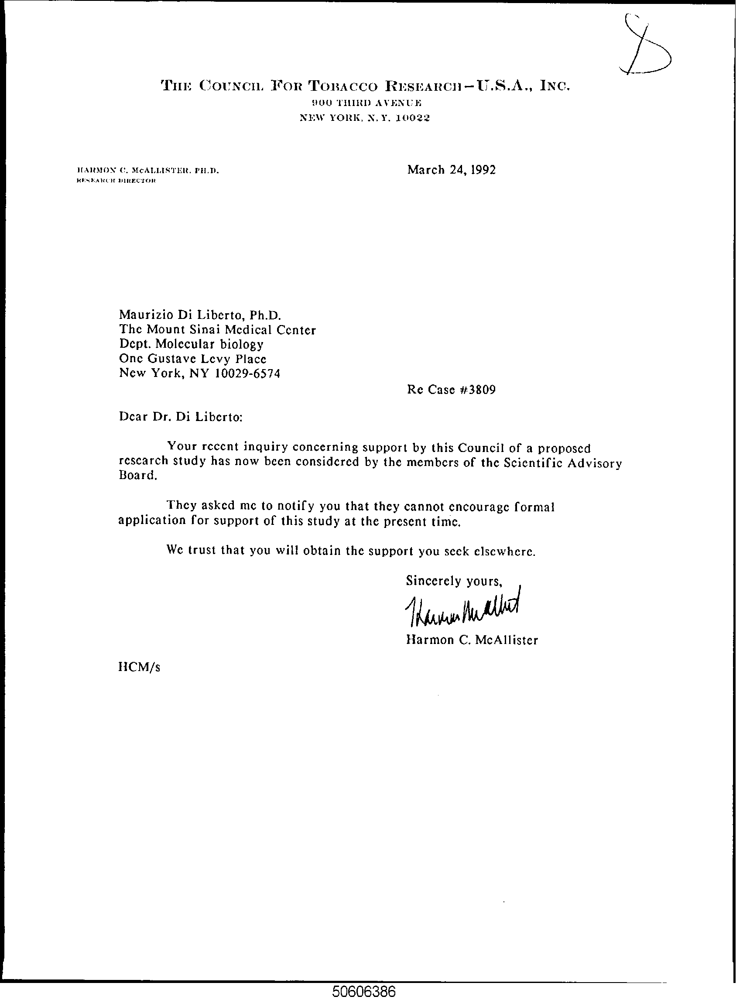 THE COUNCIL FOR TOBACCO RESEARCH-U.S.A., INC.
900 THIRD AVENUE
NEW YORK, N.Y. 10022
HARMON C. McALLISTER, PH.D.
RESEARCH DIRECTOR
March 24, 1992
Maurizio Di Liberto, Ph.D.
The Mount Sinai Medical Center
Dept. Molecular biology
One Gustave Levy Place
New York, NY 10029-6574
Re Case #3809
Dear Dr. Di Liberto:
Your recent inquiry concerning support by this Council of a proposed
research study has now been considered by the members of the Scientific Advisory
Board.
They asked me to notify you that they cannot encourage formal
application for support of this study at the present time.
We trust that you will obtain the support you seek elsewhere.
Sincerely yours,
Harmon C. McAllister
HCM/s
50606386